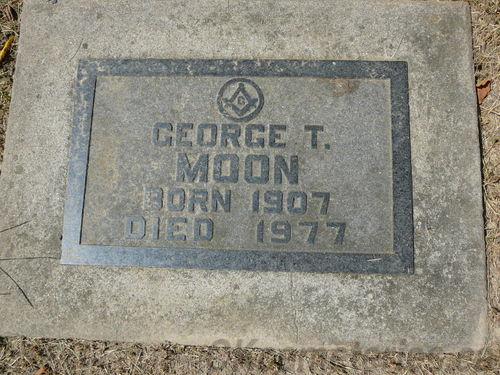 G
GEORGE T.
MOON
BORN 1907
DIED 1977